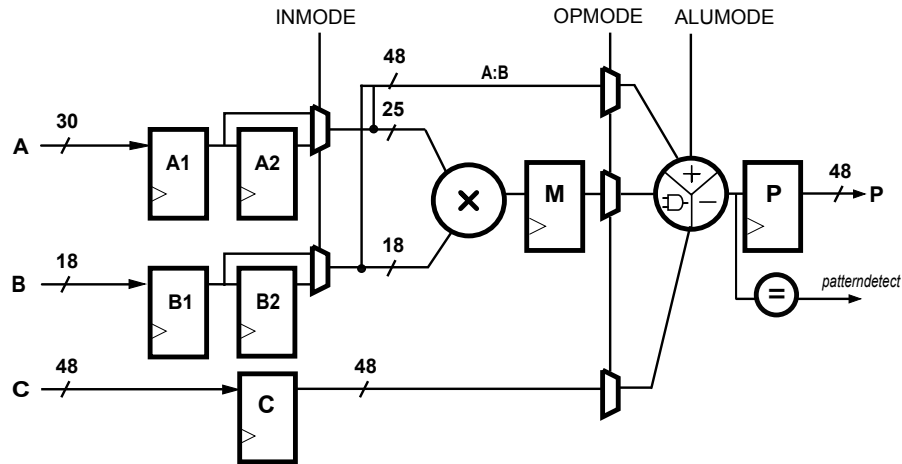 INMODE OPMODE ALUMODE
48 A:B
30 25
A A1 A2
+
M P 48 P
−
18 18
B B1 B2 = patterndetect
48 48
C C